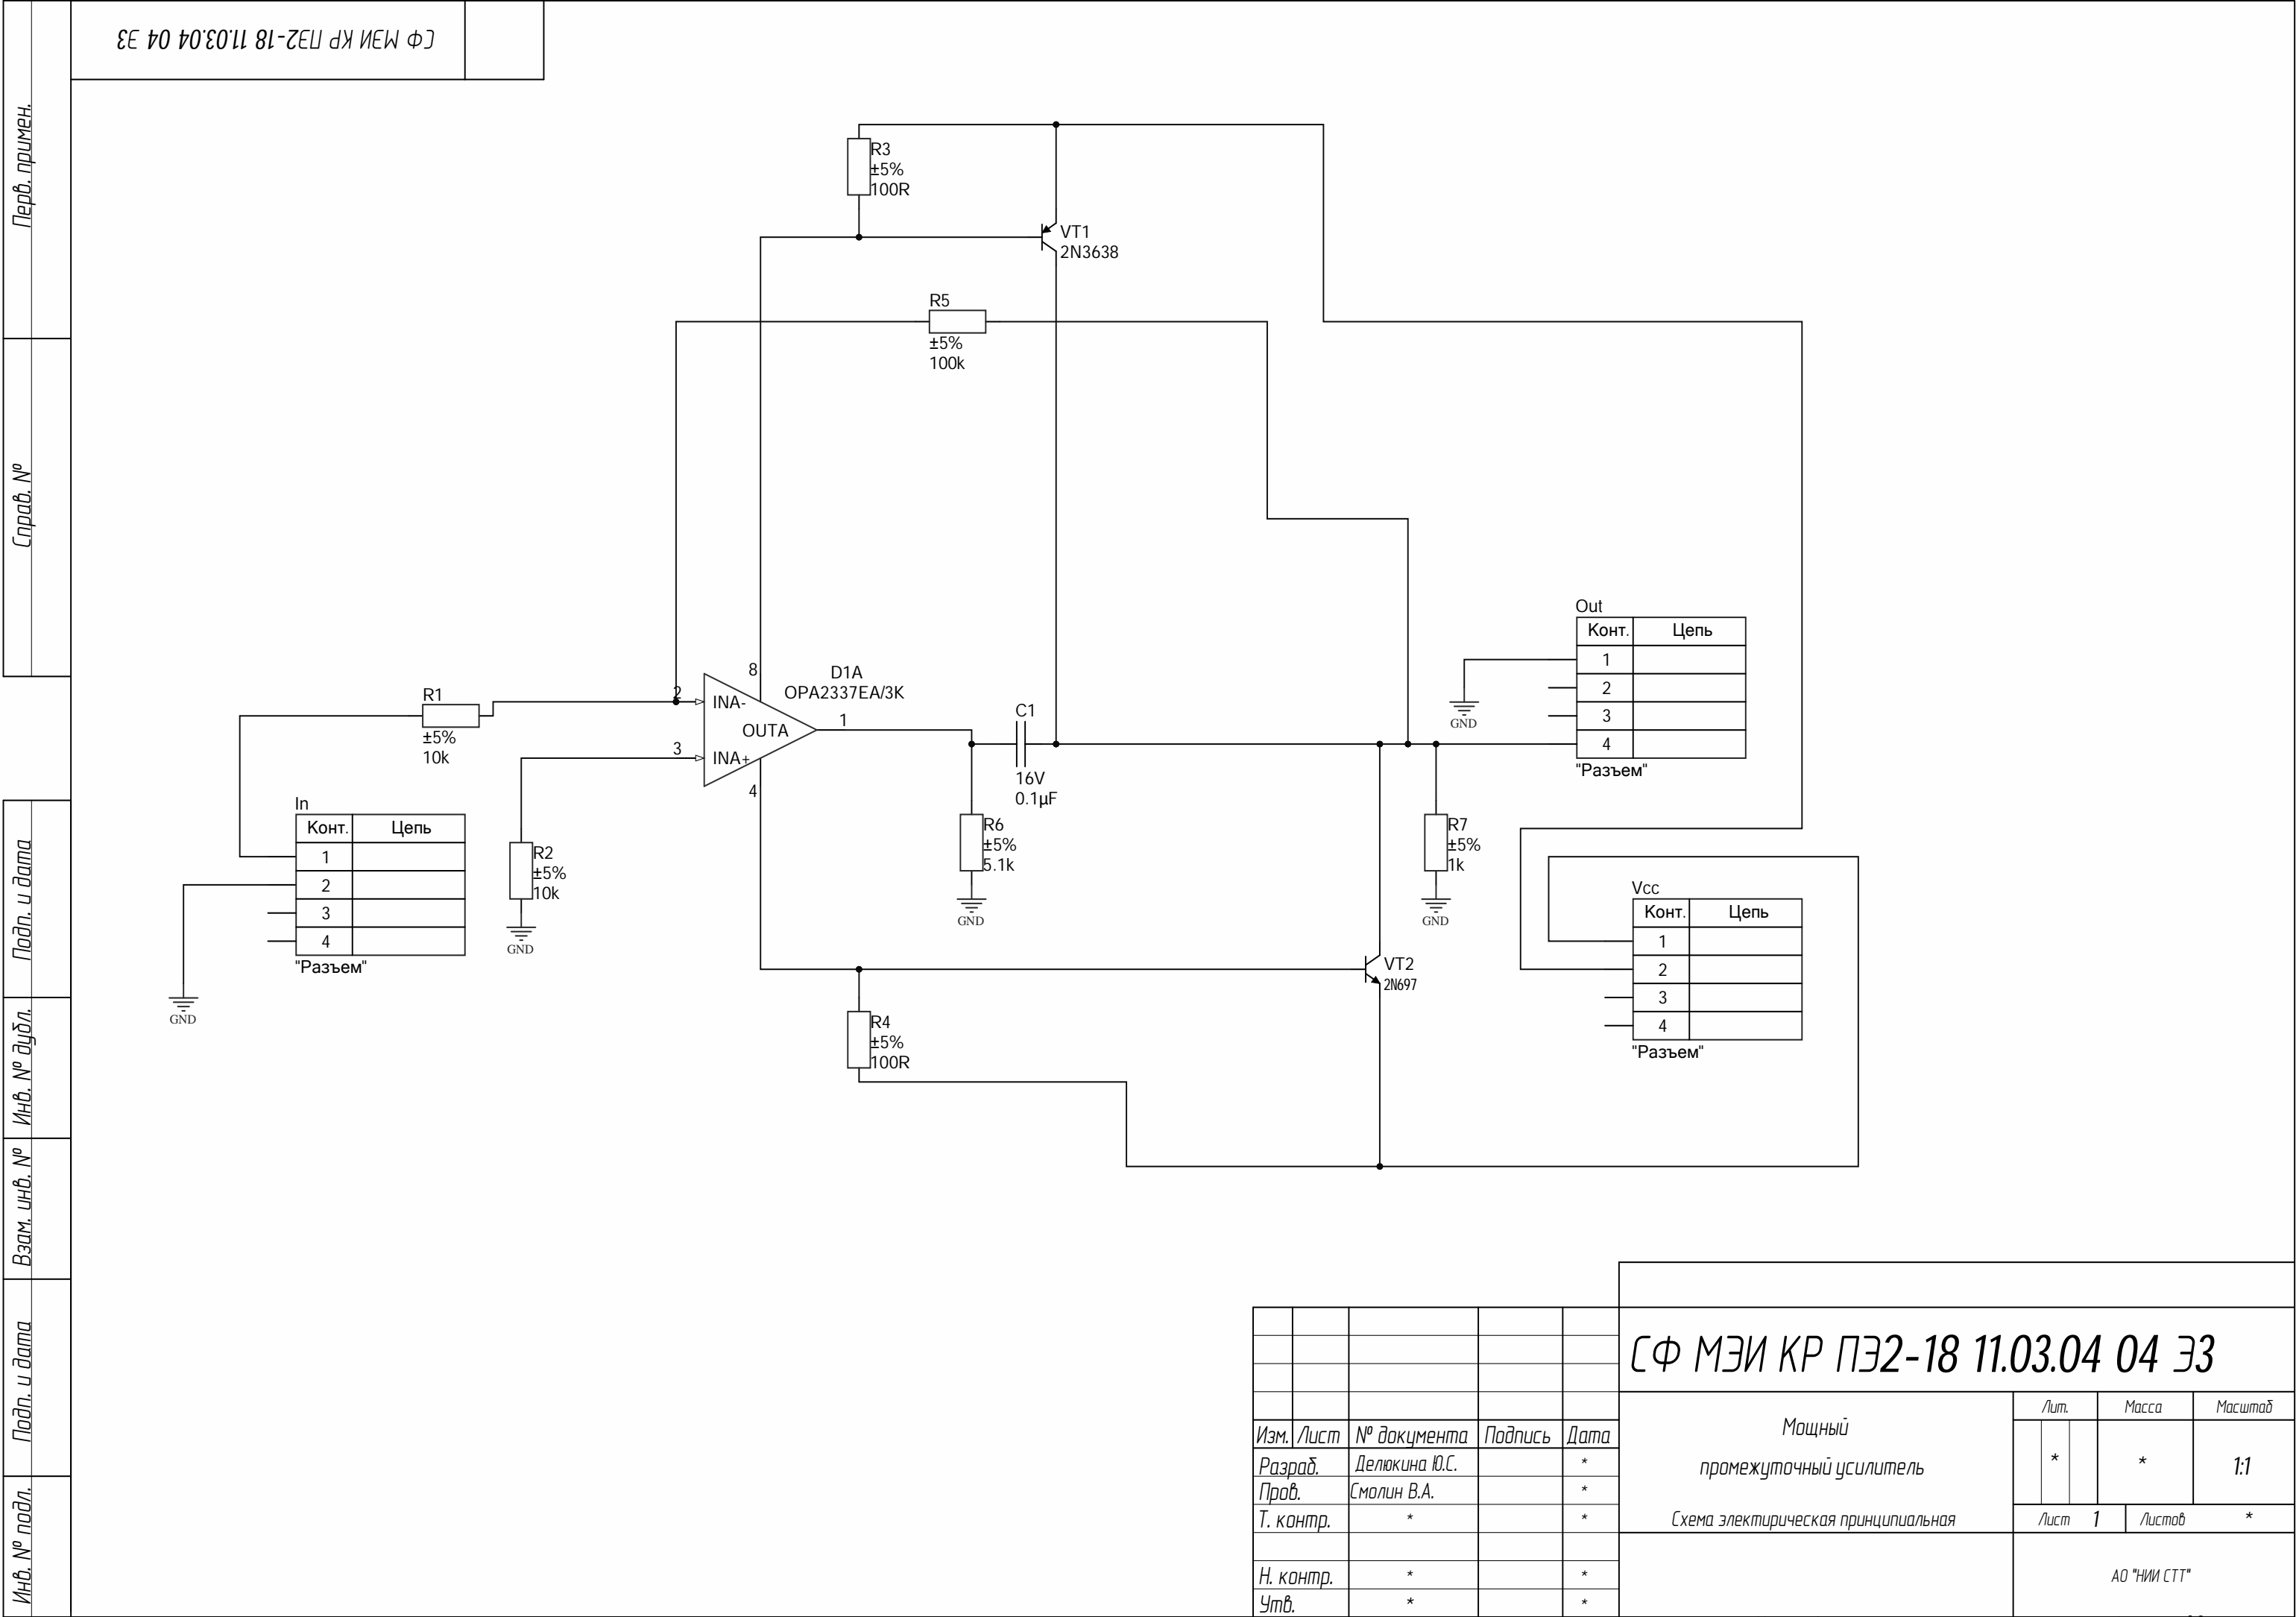 СФ МЭИ КР ПЭ2-18 11.03.04 04 Э3
Перв. примен.
Справ. №
Подп. и дата
Инв. № дубл.
Взам. инв. №
Подп. и дата
Инв. № подл.
R3
±5%
100R
VT1
2N3638
R5
±5%
100k
R1
±5%
10k
2
3
8
4
INA-
INA+
OUTA
D1A
OPA2337EA/3K
1
C1
16V
0.1µF
R2
±5%
10k
GND
R6
±5%
5.1k
GND
R7
±5%
1k
GND
In
Конт. Цепь
1
2
3
4
"Разъем"
GND
Out
Конт. Цепь
1
2
3
4
"Разъем"
GND
Vcc
Конт. Цепь
1
2
3
4
"Разъем"
VT2
2N697
R4
±5%
100R
СФ МЭИ КР ПЭ2-18 11.03.04 04 Э3
Изм. Лист № документа Подпись Дата
Разраб. Делюкина Ю.С. *
Пров. Смолин В.А. *
Т. контр. * *
Н. контр. * *
Утв. * *
Мощный
промежуточный усилитель
Схема электирическая принципиальная
Лит. Масса Масштаб
* * 1:1
Лист 1 Листов *
АО "НИИ СТТ"